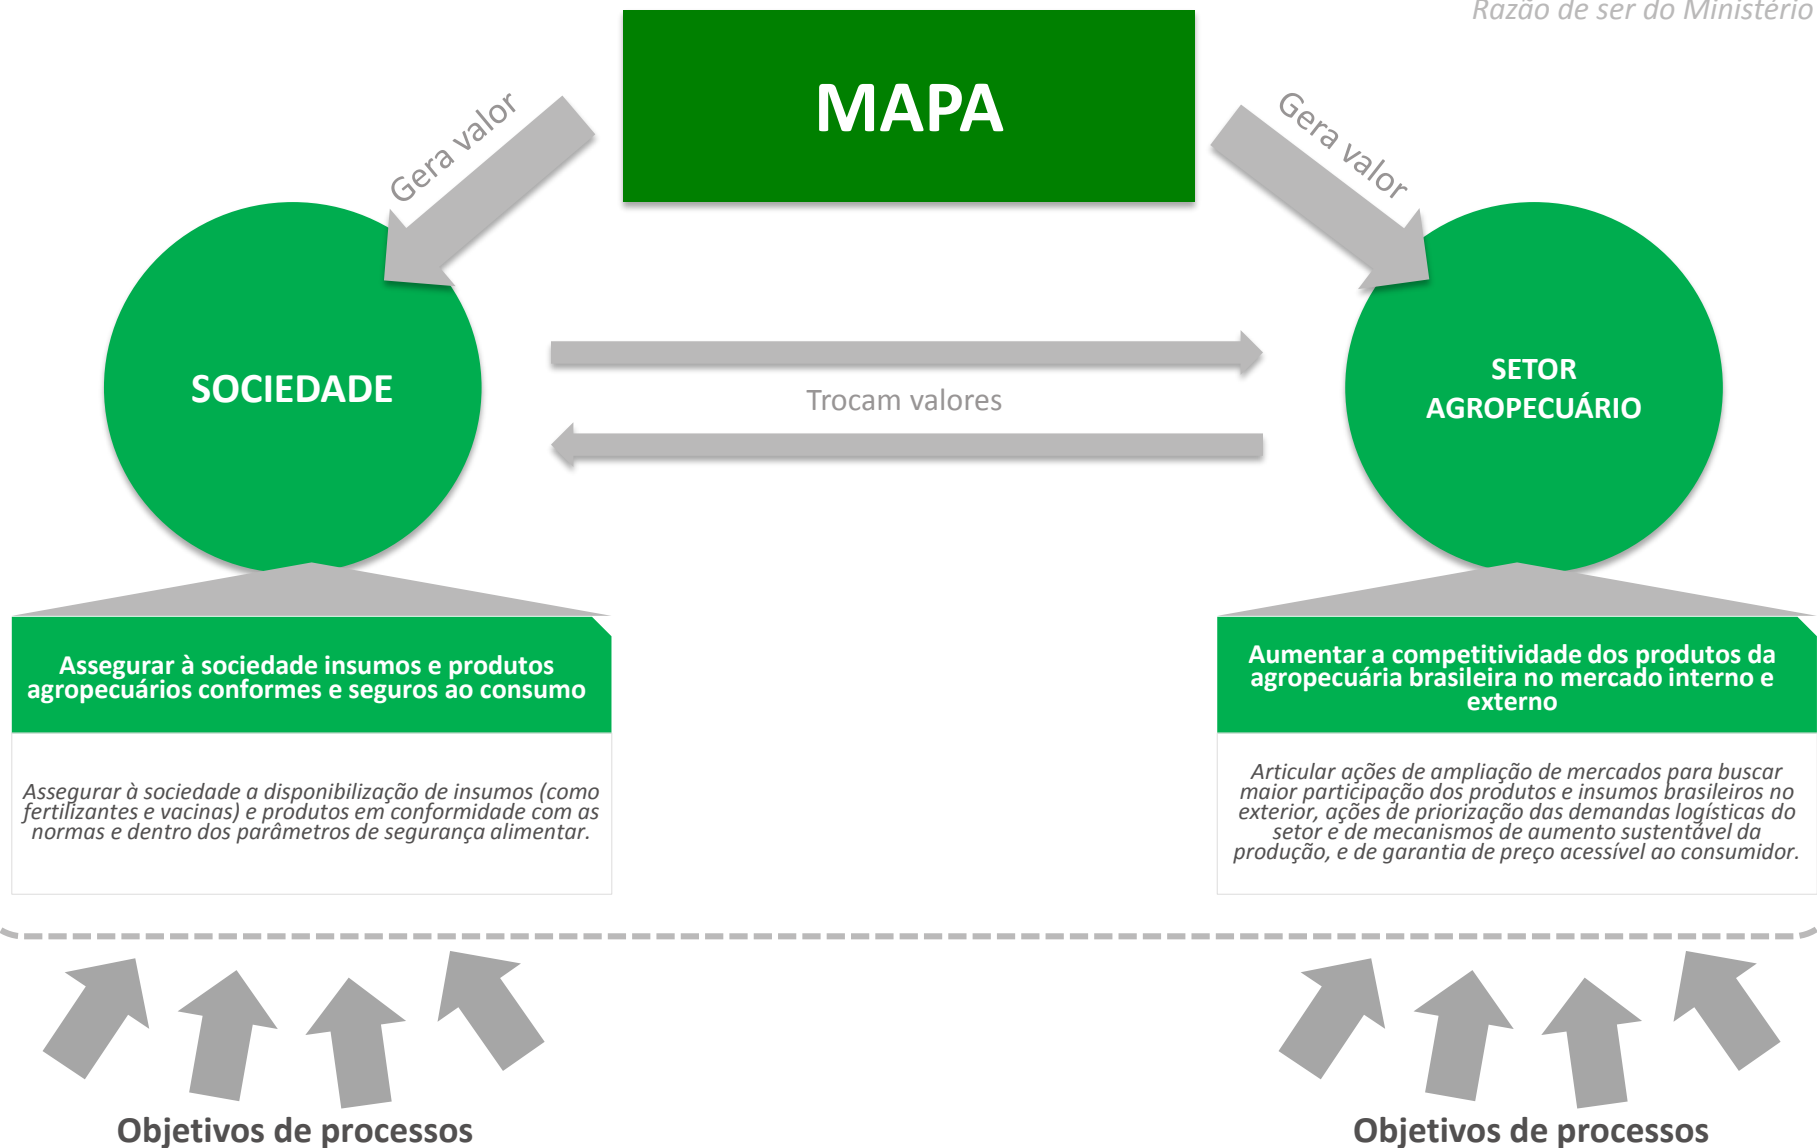 Razão de ser do Ministério
MAPA
Gera valor
Gera valor
SOCIEDADE
Trocam valores
SETOR
AGROPECUÁRIO
Assegurar à sociedade insumos e produtos
agropecuários conformes e seguros ao consumo
Assegurar à sociedade a disponibilização de insumos (como
fertilizantes e vacinas) e produtos em conformidade com as
normas e dentro dos parâmetros de segurança alimentar.
Aumentar a competitividade dos produtos da
agropecuária brasileira no mercado interno e
externo
Articular ações de ampliação de mercados para buscar
maior participação dos produtos e insumos brasileiros no
exterior, ações de priorização das demandas logísticas do
setor e de mecanismos de aumento sustentável da
produção, e de garantia de preço acessível ao consumidor.
Objetivos de processos
Objetivos de processos